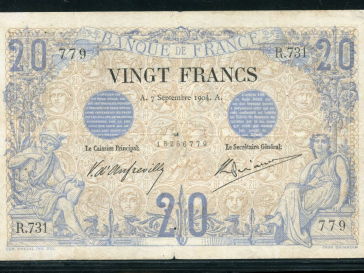 BANQUE DE FRANCE
20 779 R.731 20
VINGT FRANCS
A. 7 Septembre 1904. A.
Le Caissier Principal: Le Secrétaire Général:
R.731 20 779